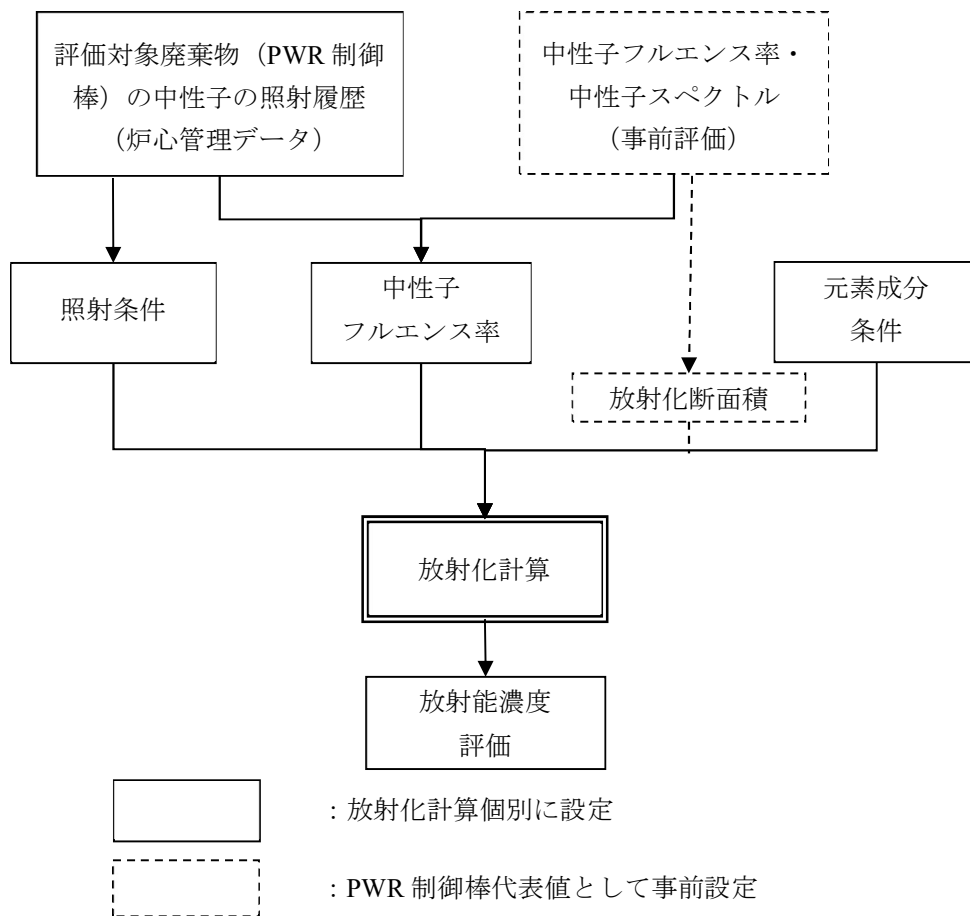 評価対象廃棄物（PWR 制御
棒）の中性子の照射履歴
（炉心管理データ）
中性子フルエンス率・
中性子スペクトル
（事前評価）
照射条件
中性子
フルエンス率
元素成分
条件
放射化断面積
放射化計算
放射能濃度
評価
：放射化計算個別に設定
：PWR 制御棒代表値として事前設定